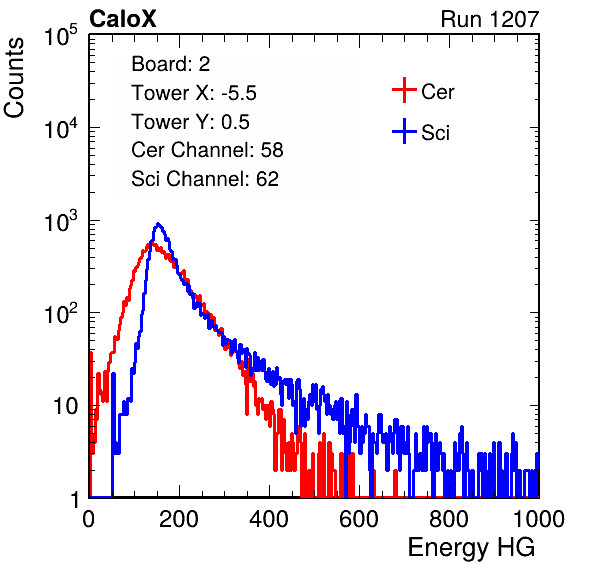 CaloX Run 1207
Counts
Board: 2
Tower X: -5.5
Tower Y: 0.5
Cer Channel: 58
Sci Channel: 62
Cer
Sci
10^5
10^4
10^3
10^2
10
1
0 200 400 600 800 1000
Energy HG